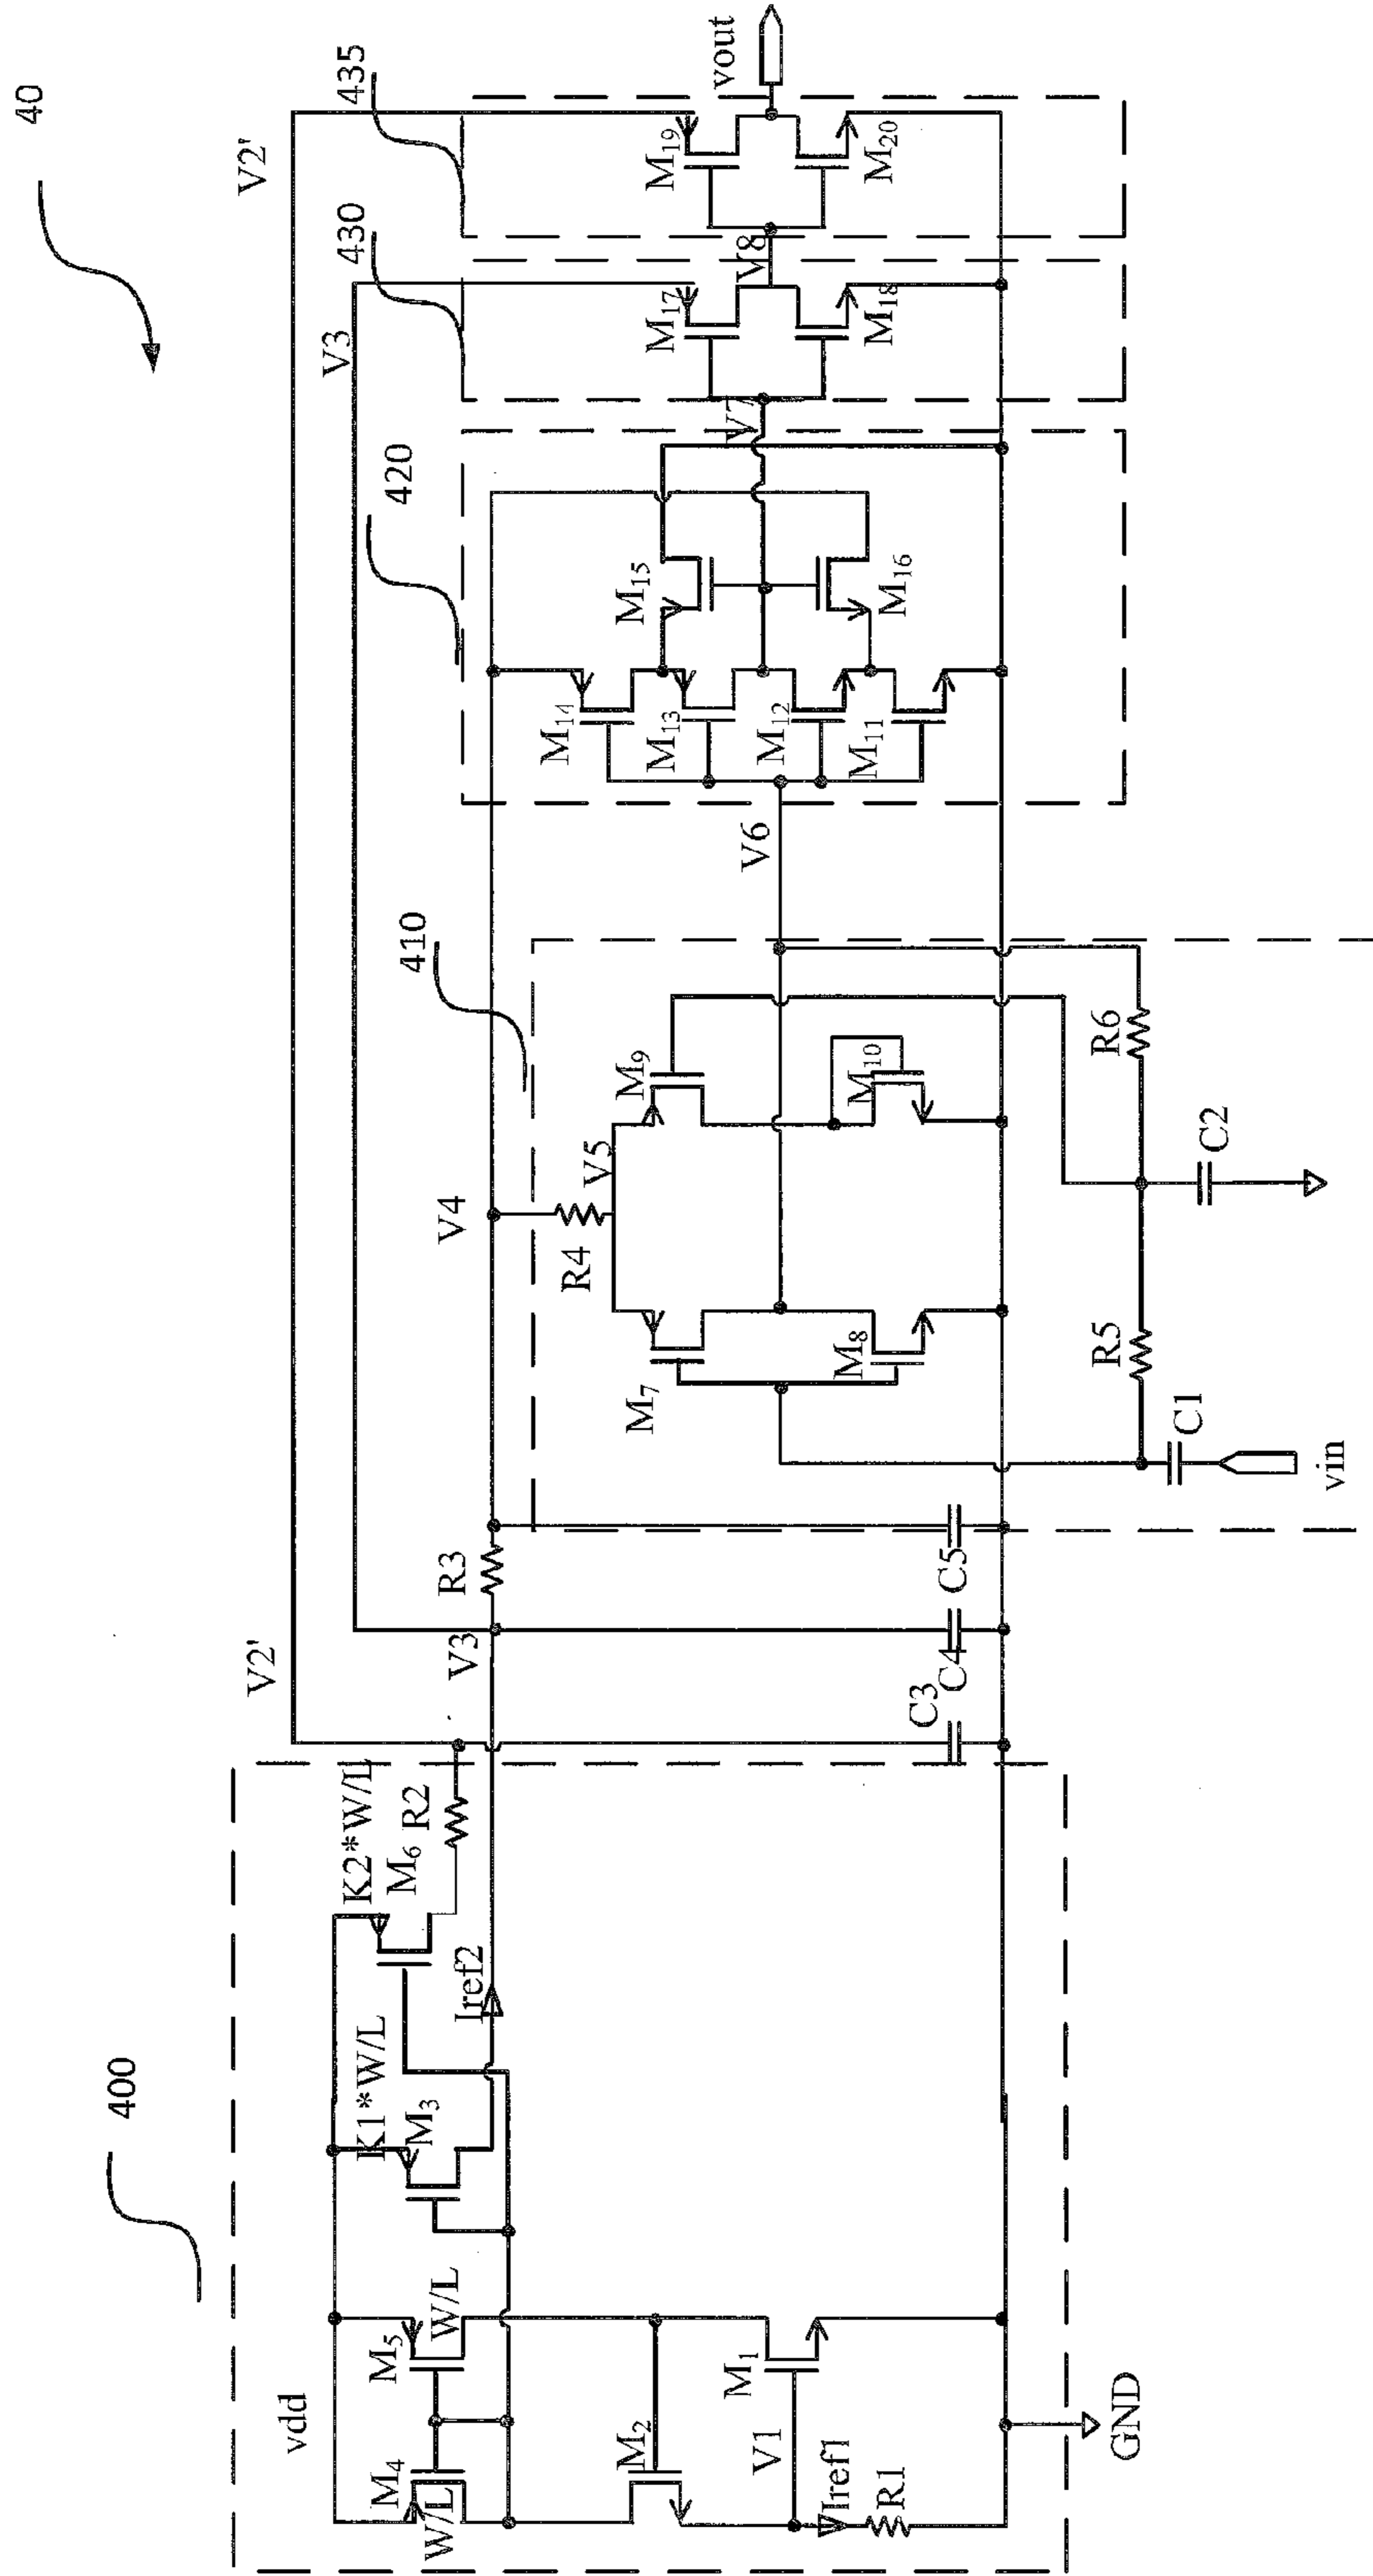 40
V2'
435
vout
V3
430
M19
M20
V8
M17
M18
V7
420
M15
M16
M14
M13
M12
M11
V6
410
M9
M10
R6
V5
V4
C2
R4
M7
M8
R5
C1
vin
R3
C5
V2'
V3
C4
C3
K2*W/L
M6
R2
400
K1*W/L
M3
Iref2
vdd
M5
W/L
M4
W/L
M2
M1
V1
Iref1
R1
GND